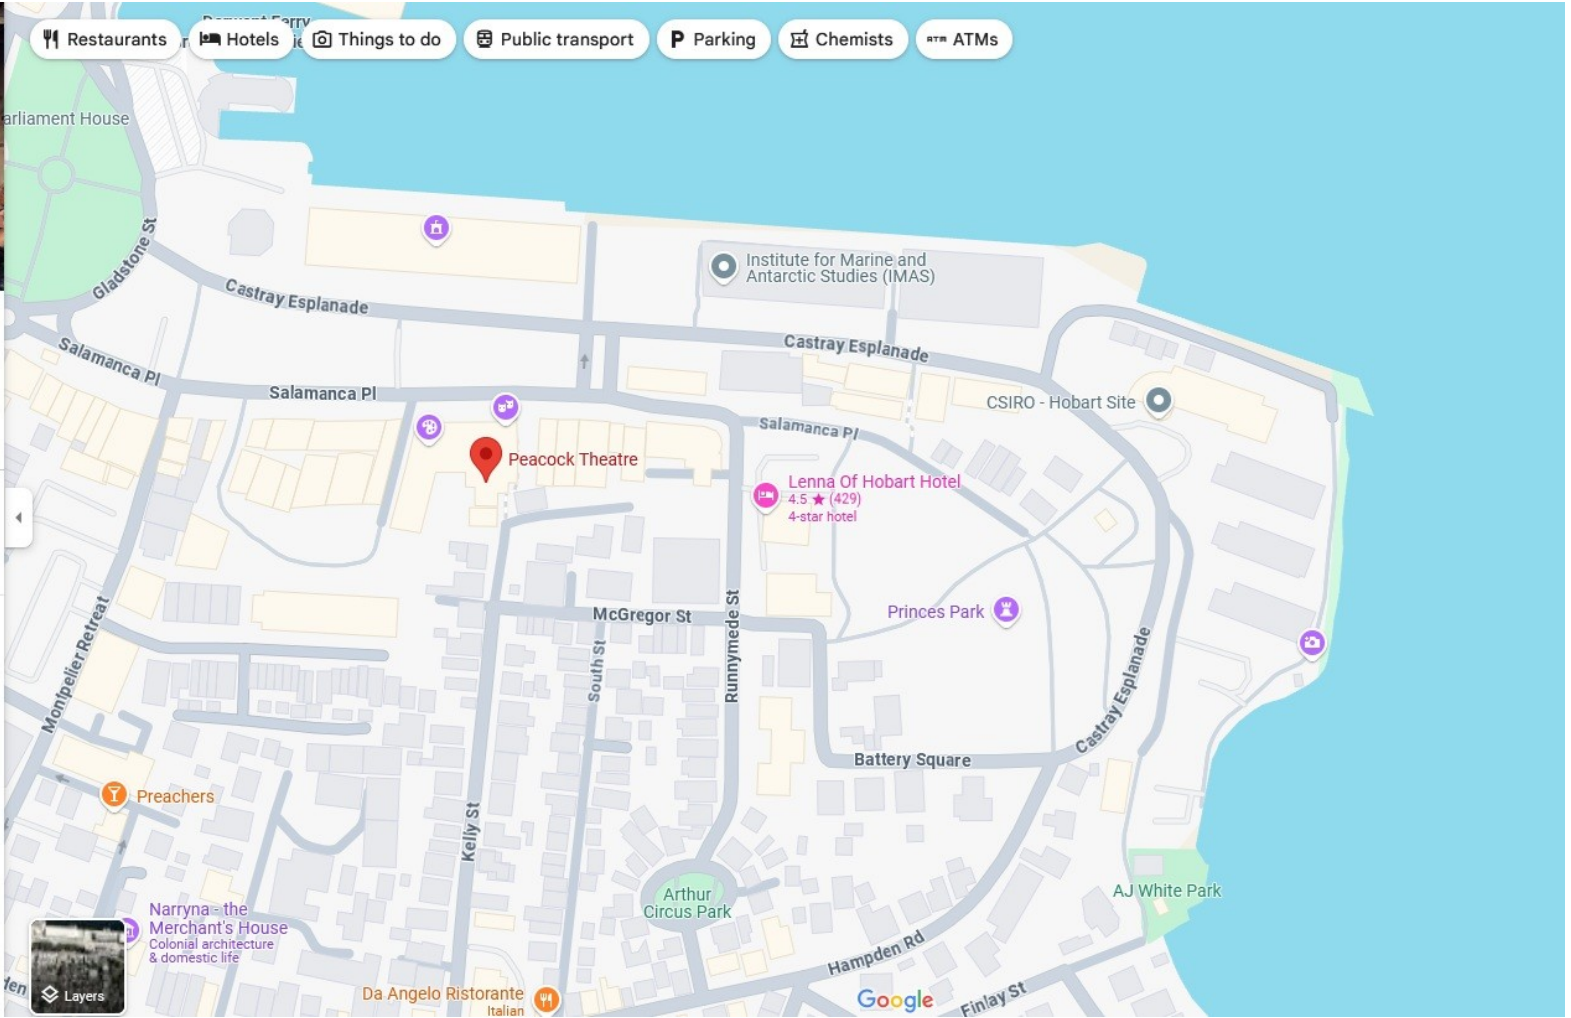 Restaurants
Hotels
Things to do
Public transport
Parking
Chemists
ATM ATMs
arliament House
Gladstone St
Castray Esplanade
Salamanca Pl
Salamanca Pl
Institute for Marine and
Antarctic Studies (IMAS)
Castray Esplanade
CSIRO - Hobart Site
Salamanca Pl
Peacock Theatre
Lenna Of Hobart Hotel
4.5 ★ (429)
4-star hotel
Princes Park
McGregor St
South St
Runnymede St
Montpelier Retreat
Castray Esplanade
Battery Square
Preachers
Kelly St
Arthur
Circus Park
AJ White Park
Narryna - the
Merchant's House
Colonial architecture
& domestic life
Hampden Rd
Da Angelo Ristorante
Italian
Finlay St
Layers
Google